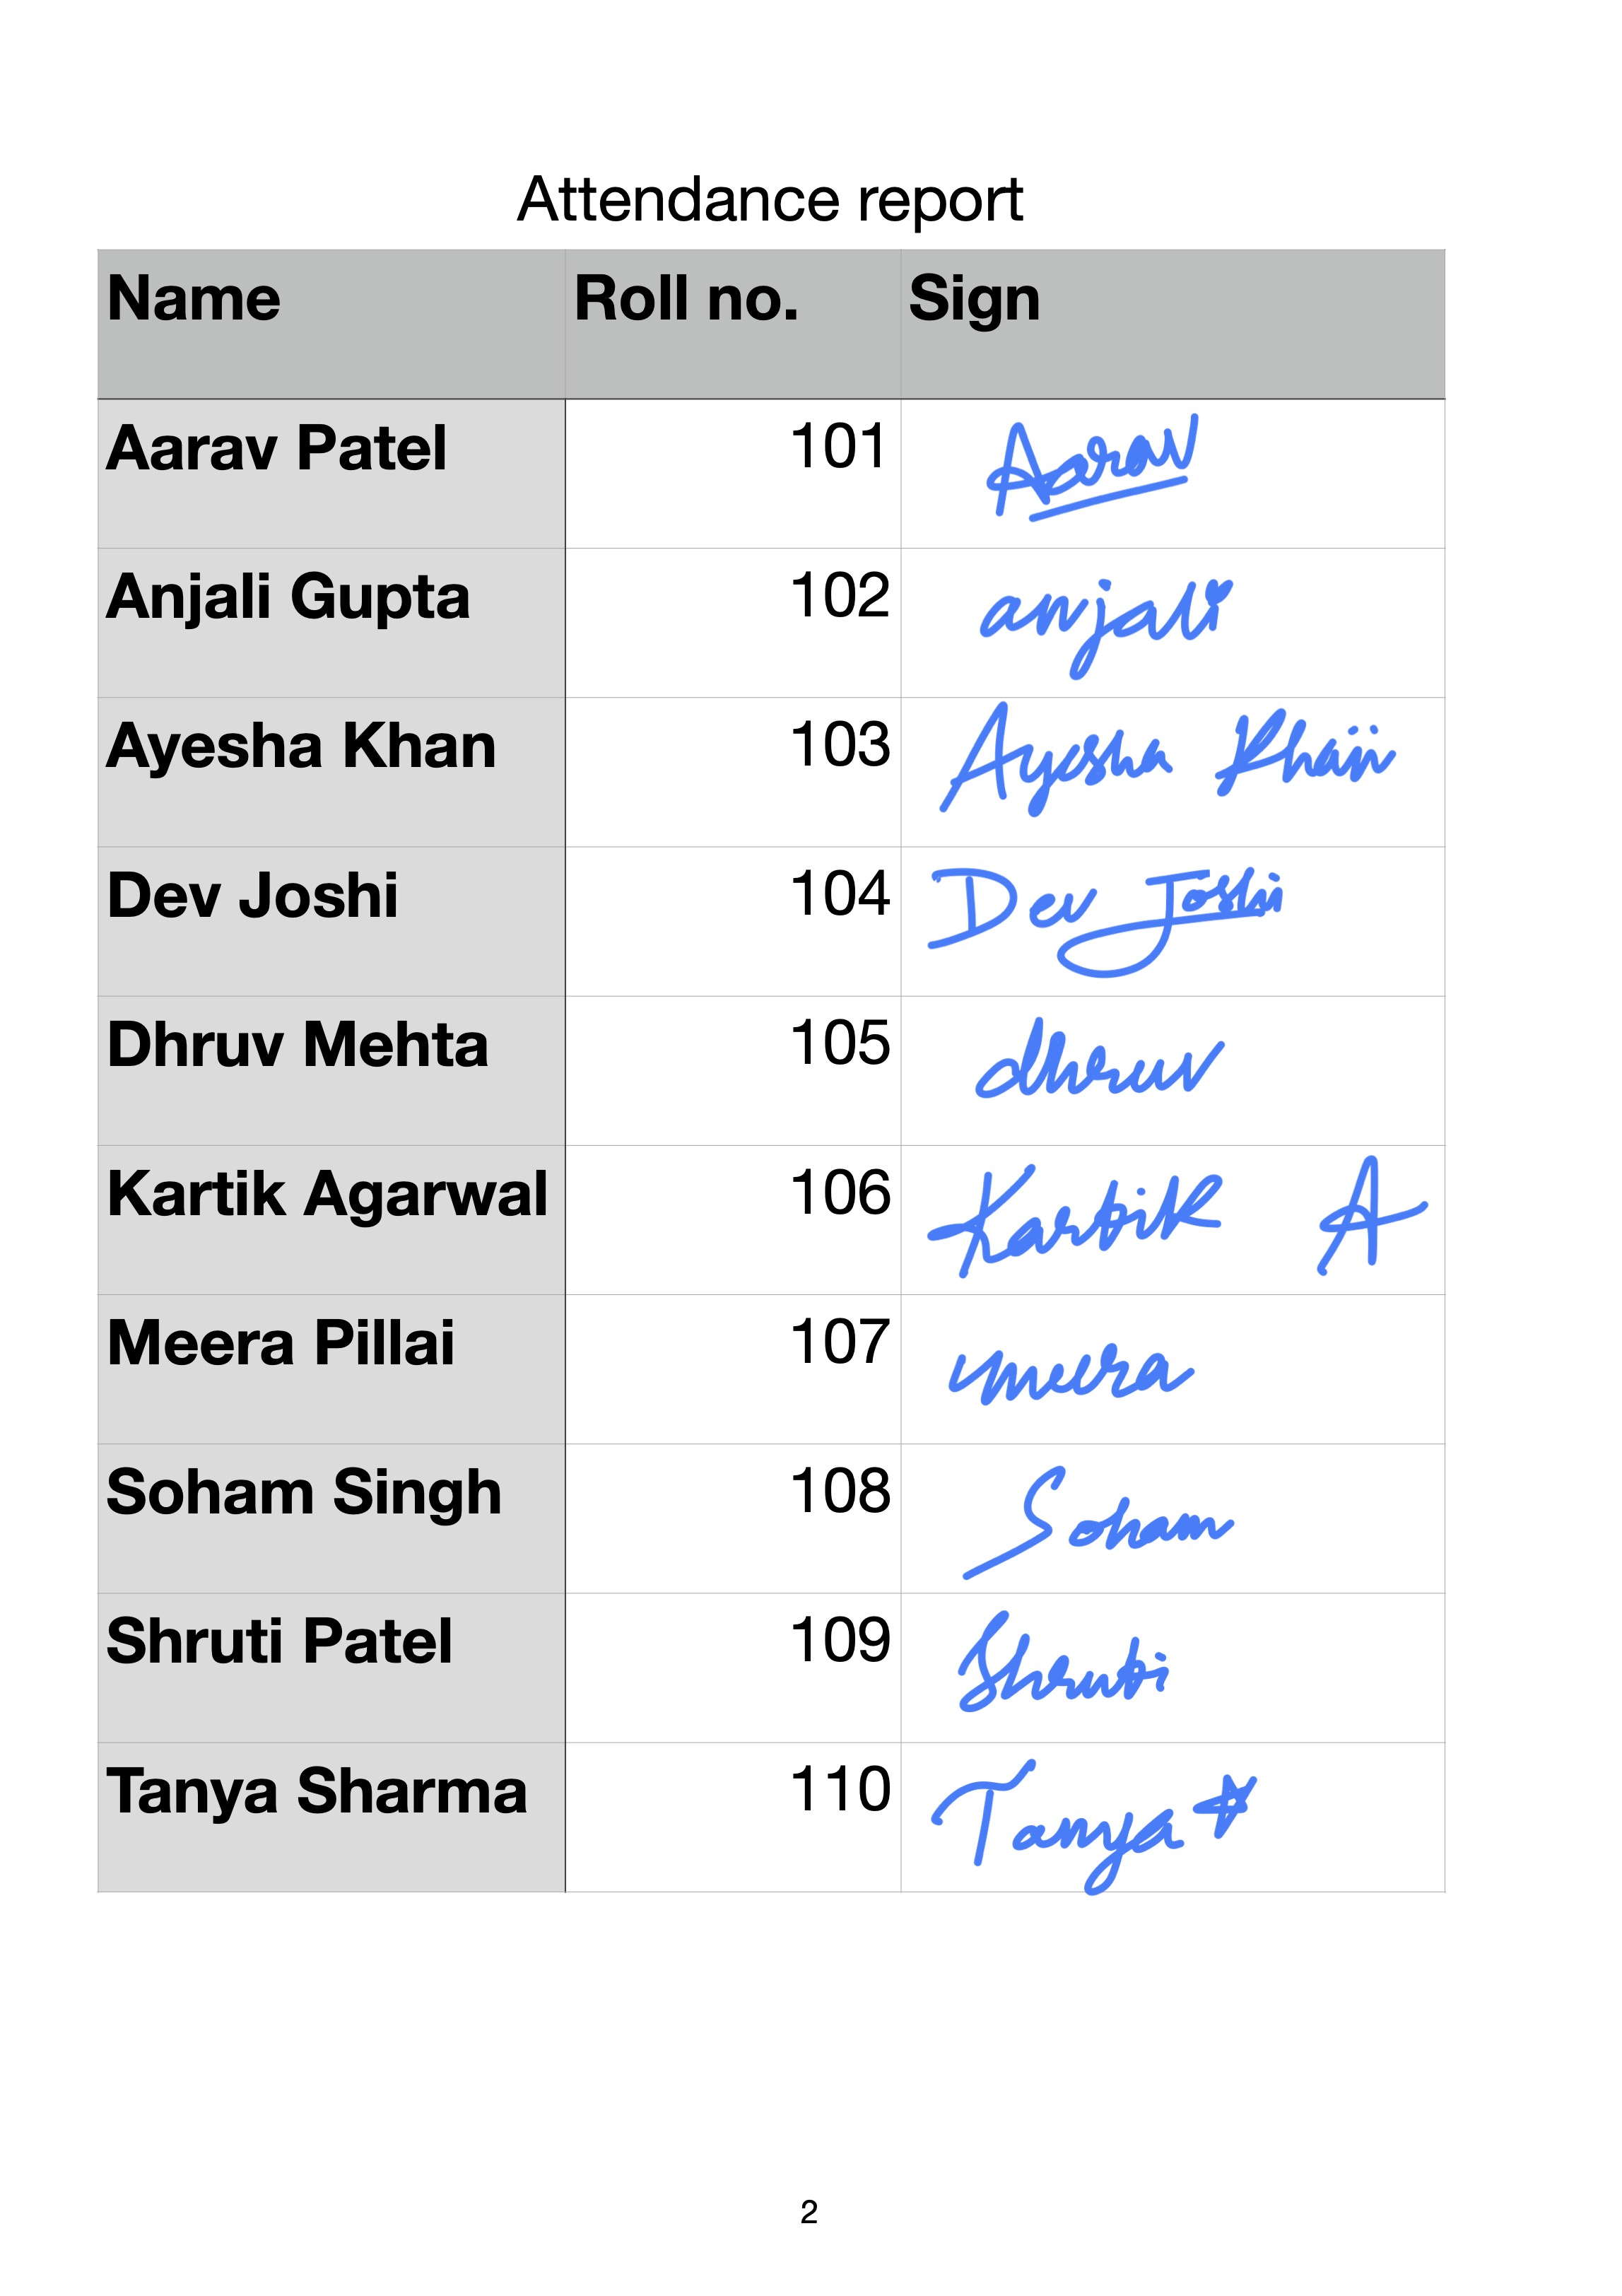 Attendance report
Name Roll no. Sign
Aarav Patel 101 Aarav
Anjali Gupta 102 anjali
Ayesha Khan 103 Ayesha
Dev Joshi 104 Dev Joshi
Dhruv Mehta 105 dhruv
Kartik Agarwal 106 Kartik A
Meera Pillai 107 meera
Soham Singh 108 Soham
Shruti Patel 109 Shruti
Tanya Sharma 110 Tanya
2